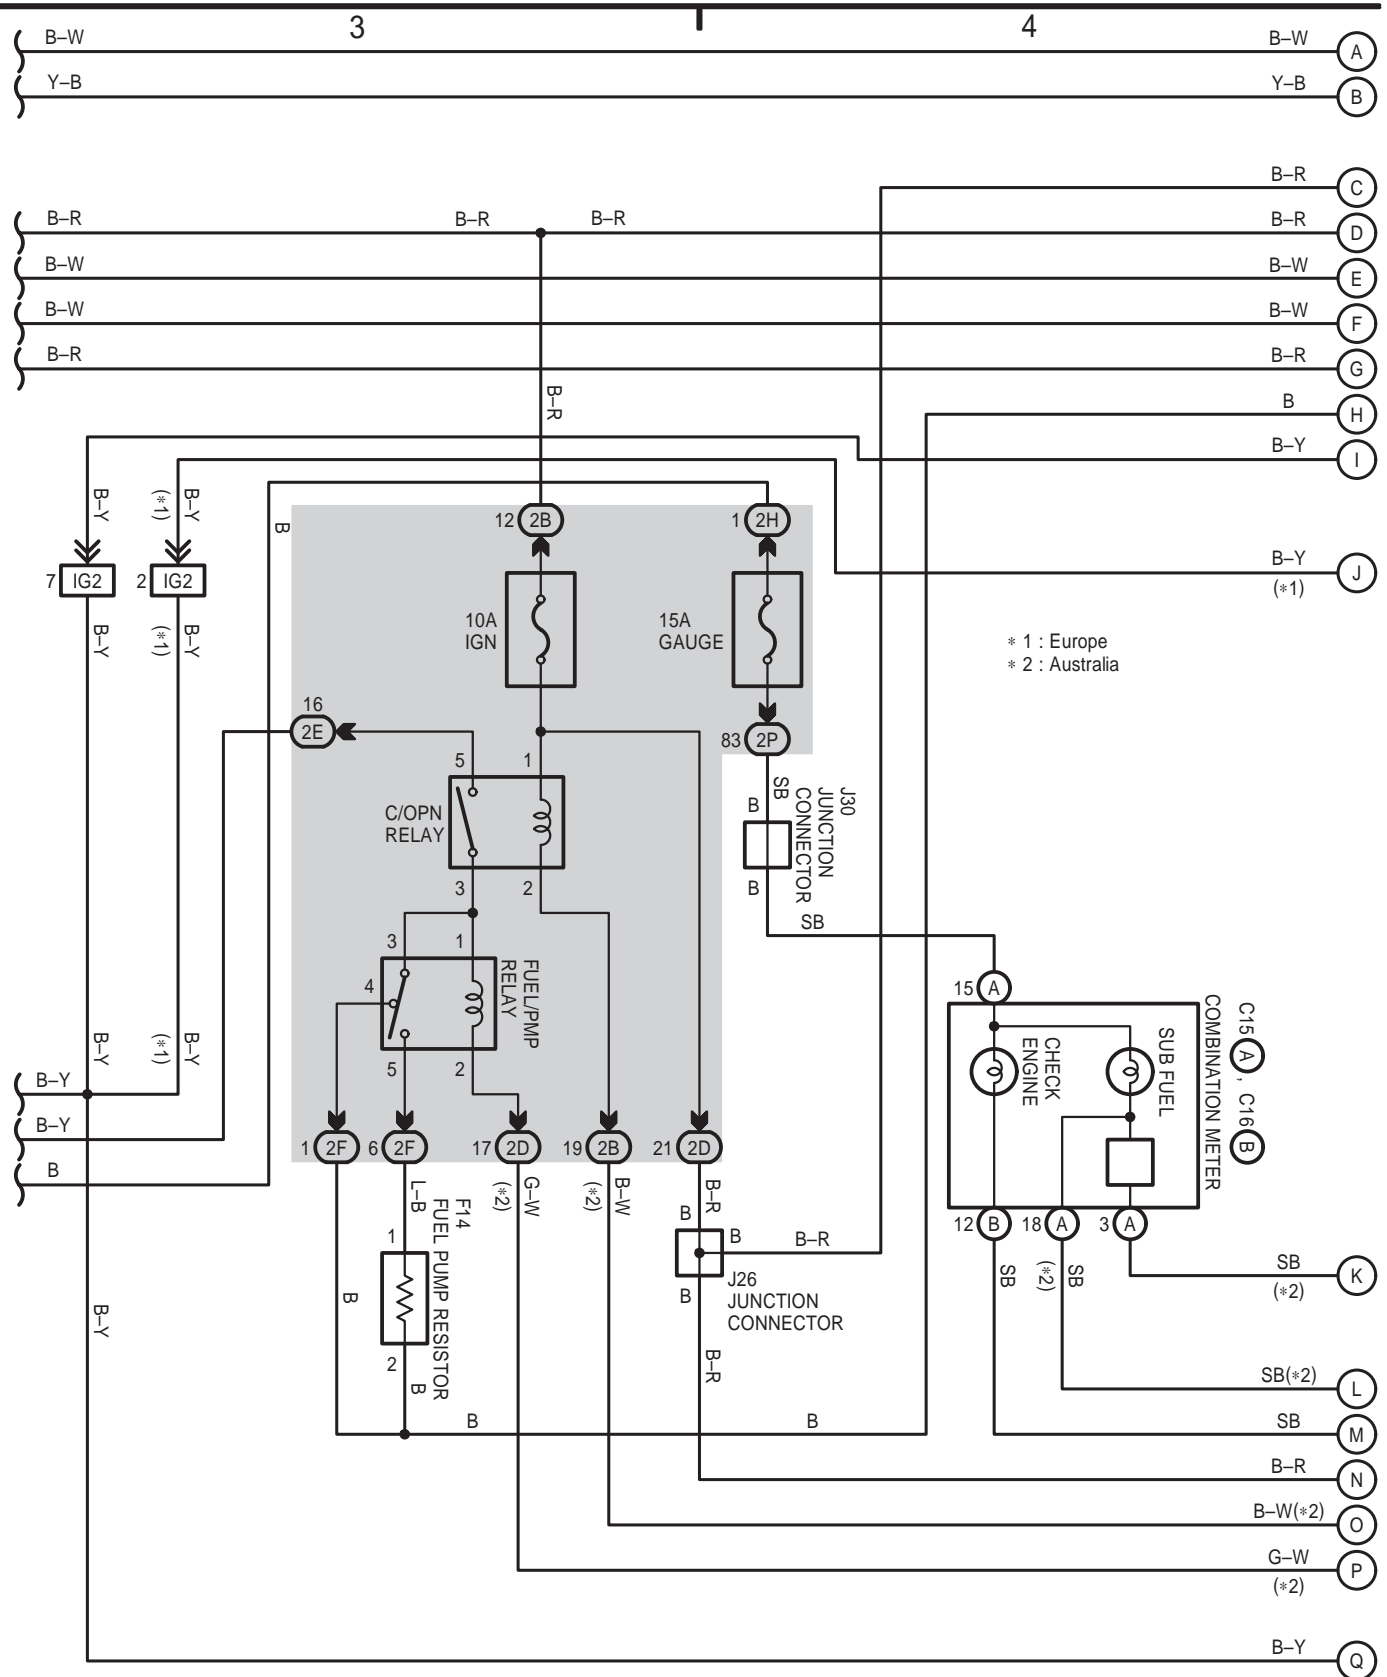 3
4
B–W
B–W
A
Y–B
Y–B
B
B–R
C
B–R
B–R
B–R
B–R
D
B–W
B–W
E
B–W
B–W
F
B–R
B–R
G
B–R
B
H
B–Y
I
B–Y
(*1)
B–Y
B
12
2B
1
2H
7
IG2
2
IG2
B–Y
(*1)
J
10A
IGN
15A
GAUGE
B–Y
(*1)
B–Y
* 1 : Europe
* 2 : Australia
16
2E
83
2P
5
1
SB
J30
JUNCTION
CONNECTOR
B
C/OPN
RELAY
B
3
2
SB
3
1
FUEL/PMP
RELAY
4
15
A
C15 A , C16 B
COMBINATION METER
CHECK
ENGINE
SUB FUEL
B–Y
(*1)
B–Y
5
2
B–Y
B–Y
B
1
2F
6
2F
17
2D
19
2B
21
2D
L–B
G–W
(*2)
B–W
(*2)
B–R
B
B
B–R
12
B
18
A
3
A
F14
FUEL PUMP RESISTOR
1
J26
JUNCTION
CONNECTOR
B
SB
SB
(*2)
SB
(*2)
K
B–Y
B
2
B
B–R
SB(*2)
L
B
B
SB
M
B–R
N
B–W(*2)
O
G–W
(*2)
P
B–Y
Q